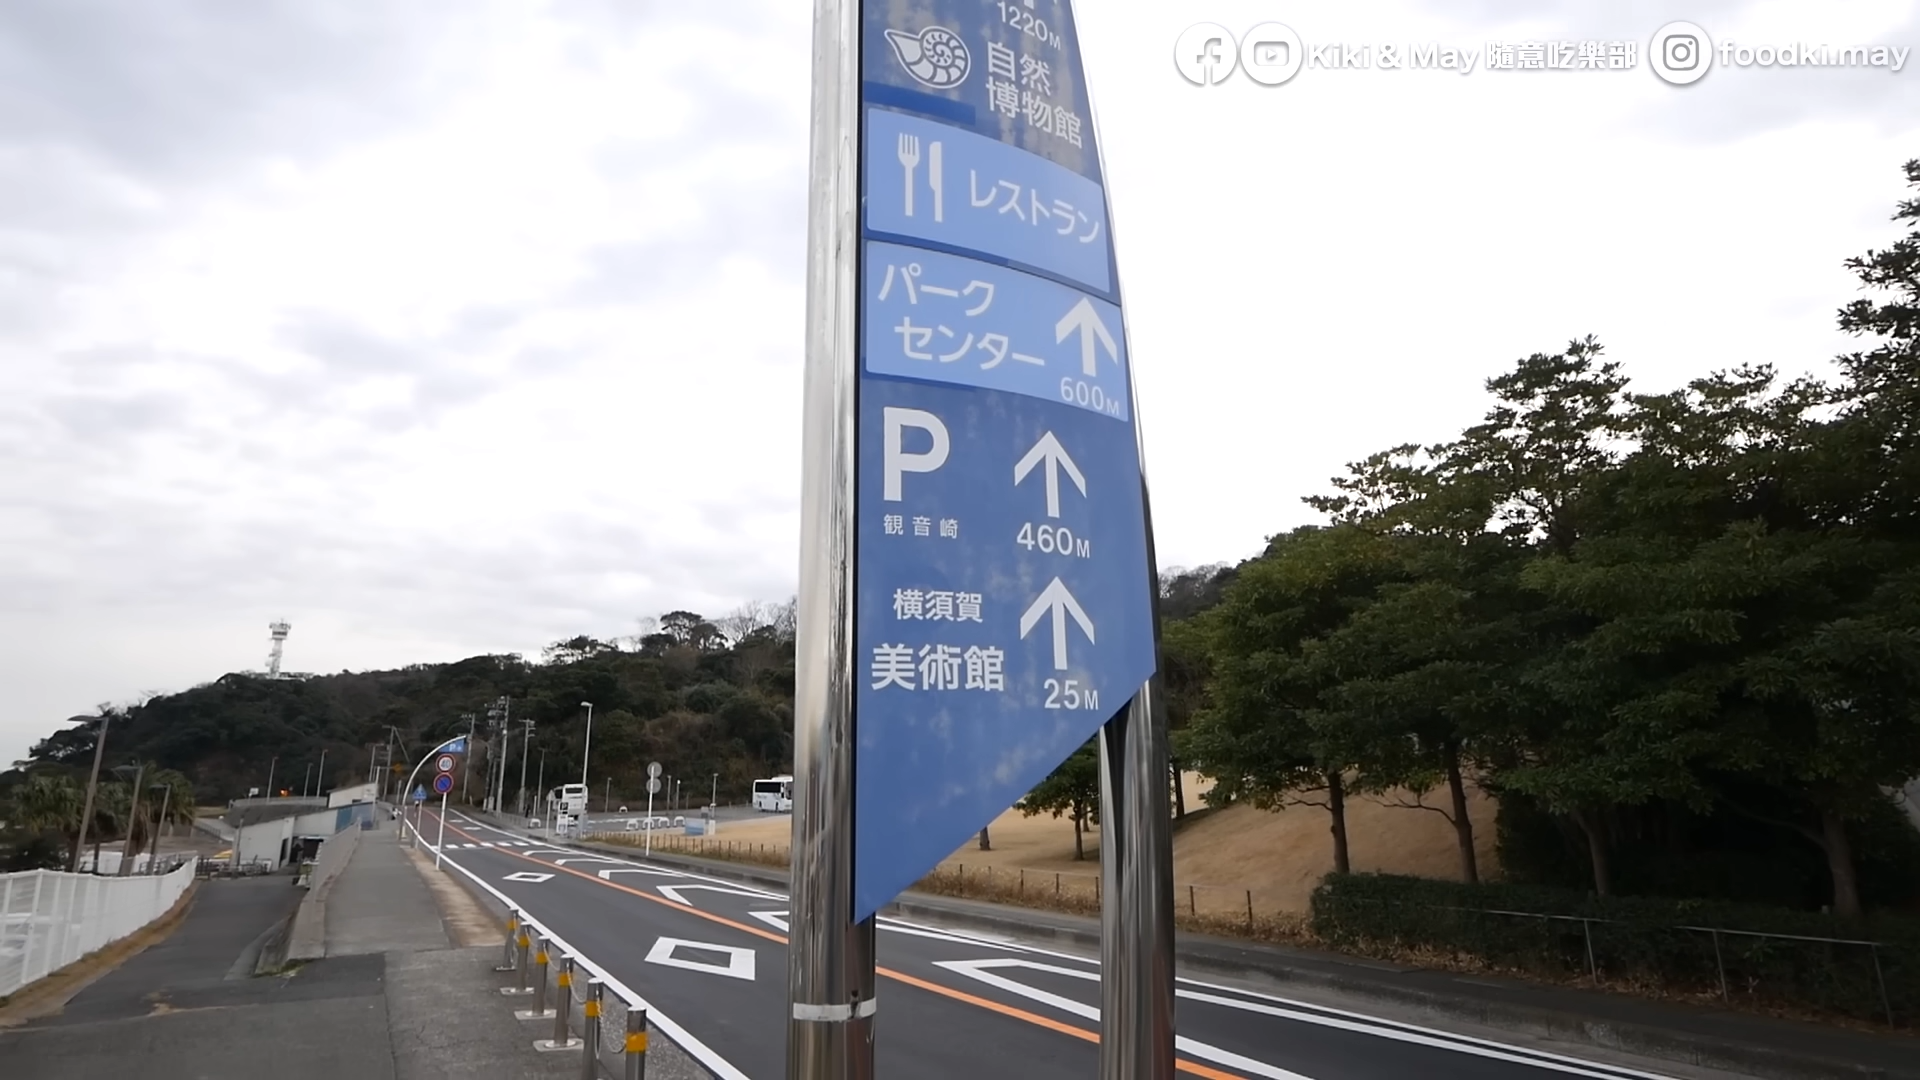 Kiki & May 隨意吃樂部
foodki.may
1220M
自然
博物館
レストラン
パーク
センター
600M
P
観音崎
460M
横須賀
美術館
25M
P
40